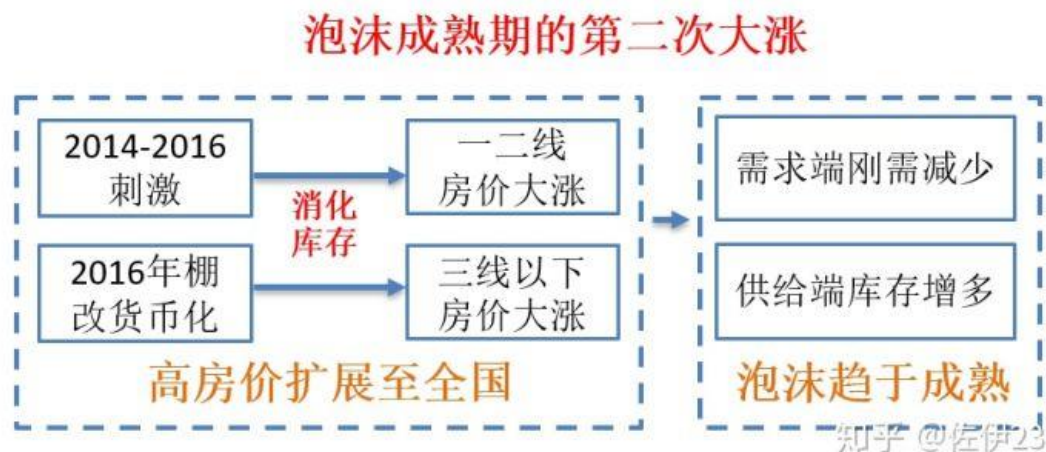 泡沫成熟期的第二次大涨
2014-2016
刺激
消化
库存
一二线
房价大涨
2016年棚
改货币化
三线以下
房价大涨
高房价扩展至全国
需求端刚需减少
供给端库存增多
泡沫趋于成熟
知乎 @佐伊23